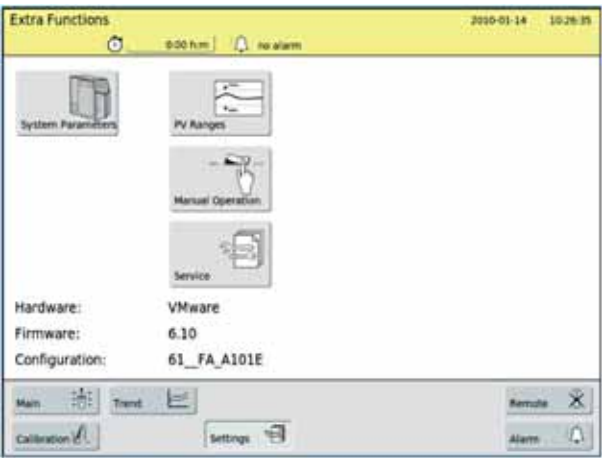 Extra Functions 2010-01-14 10:26:35
0:00 h:m no alarm
System Parameters PV Ranges
Manual Operation
Service
Hardware: VMware
Firmware: 6.10
Configuration: 61__FA_A101E
Main Trend Remote
Calibration Settings Alarm